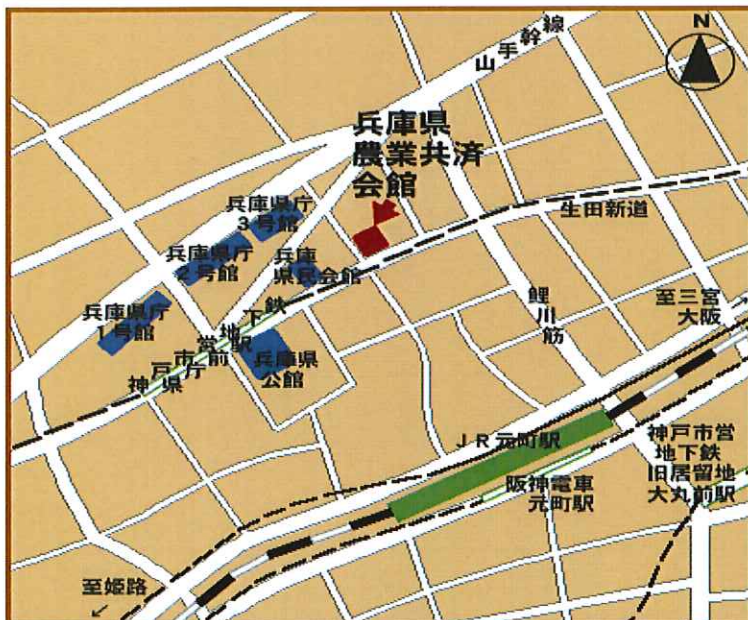 N
山手幹線
兵庫県
農業共済
会館
兵庫県庁
3号館
生田新道
兵庫県庁
2号館
兵庫
県民会館
兵庫県庁
1号館
神戸市営地下鉄
県庁前駅
兵庫県
公館
鯉川筋
至三宮
大阪
JR元町駅
阪神電車
元町駅
神戸市営
地下鉄
旧居留地
大丸前駅
至姫路
↙